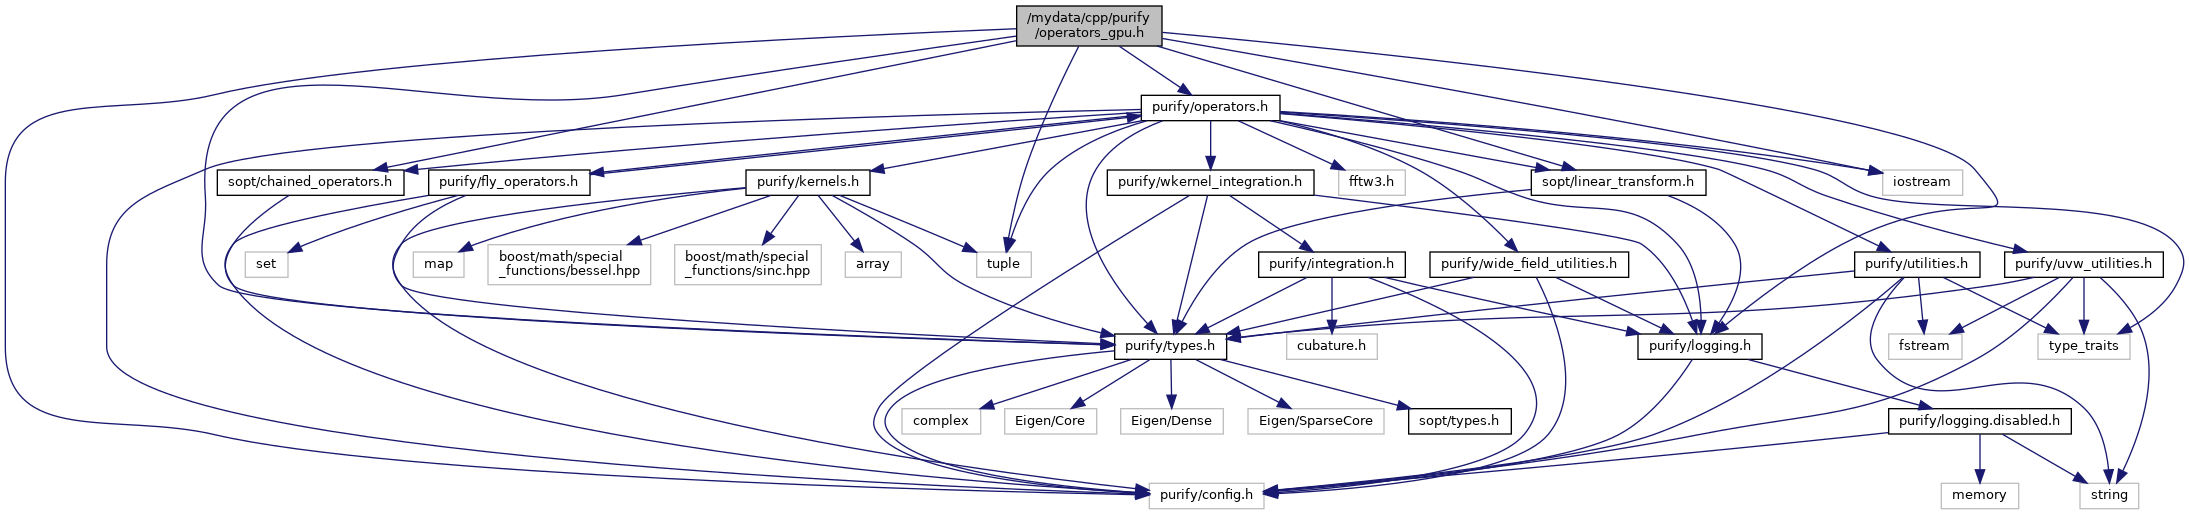 /mydata/cpp/purify
/operators_gpu.h
purify/operators.h
sopt/chained_operators.h
purify/fly_operators.h
purify/kernels.h
purify/wkernel_integration.h
fftw3.h
sopt/linear_transform.h
iostream
set
map
boost/math/special
_functions/bessel.hpp
boost/math/special
_functions/sinc.hpp
array
tuple
purify/integration.h
purify/wide_field_utilities.h
purify/utilities.h
purify/uvw_utilities.h
purify/types.h
cubature.h
purify/logging.h
fstream
type_traits
complex
Eigen/Core
Eigen/Dense
Eigen/SparseCore
sopt/types.h
purify/logging.disabled.h
purify/config.h
memory
string